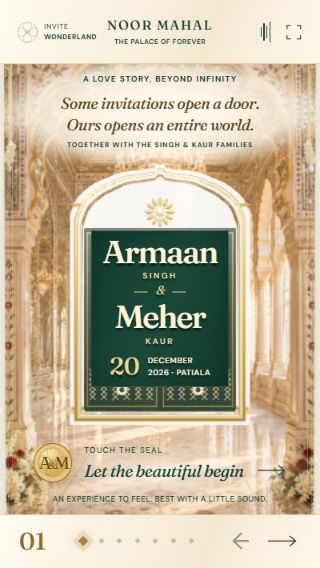 INVITE
WONDERLAND
NOOR MAHAL
THE PALACE OF FOREVER
A LOVE STORY, BEYOND INFINITY
Some invitations open a door.
Ours opens an entire world.
TOGETHER WITH THE SINGH & KAUR FAMILIES
Armaan
SINGH
&
Meher
KAUR
20 DECEMBER
2026 · PATIALA
A&M
TOUCH THE SEAL
Let the beautiful begin
AN EXPERIENCE TO FEEL. BEST WITH A LITTLE SOUND.
01